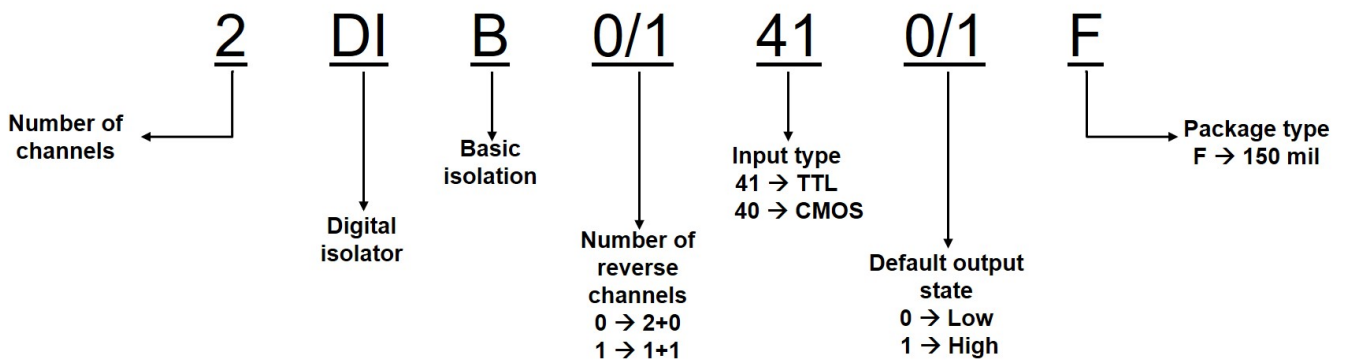 2 DI B 0/1 41 0/1 F
Number of
channels
Digital
isolator
Basic
isolation
Number of
reverse
channels
0 → 2+0
1 → 1+1
Input type
41 → TTL
40 → CMOS
Default output
state
0 → Low
1 → High
Package type
F → 150 mil